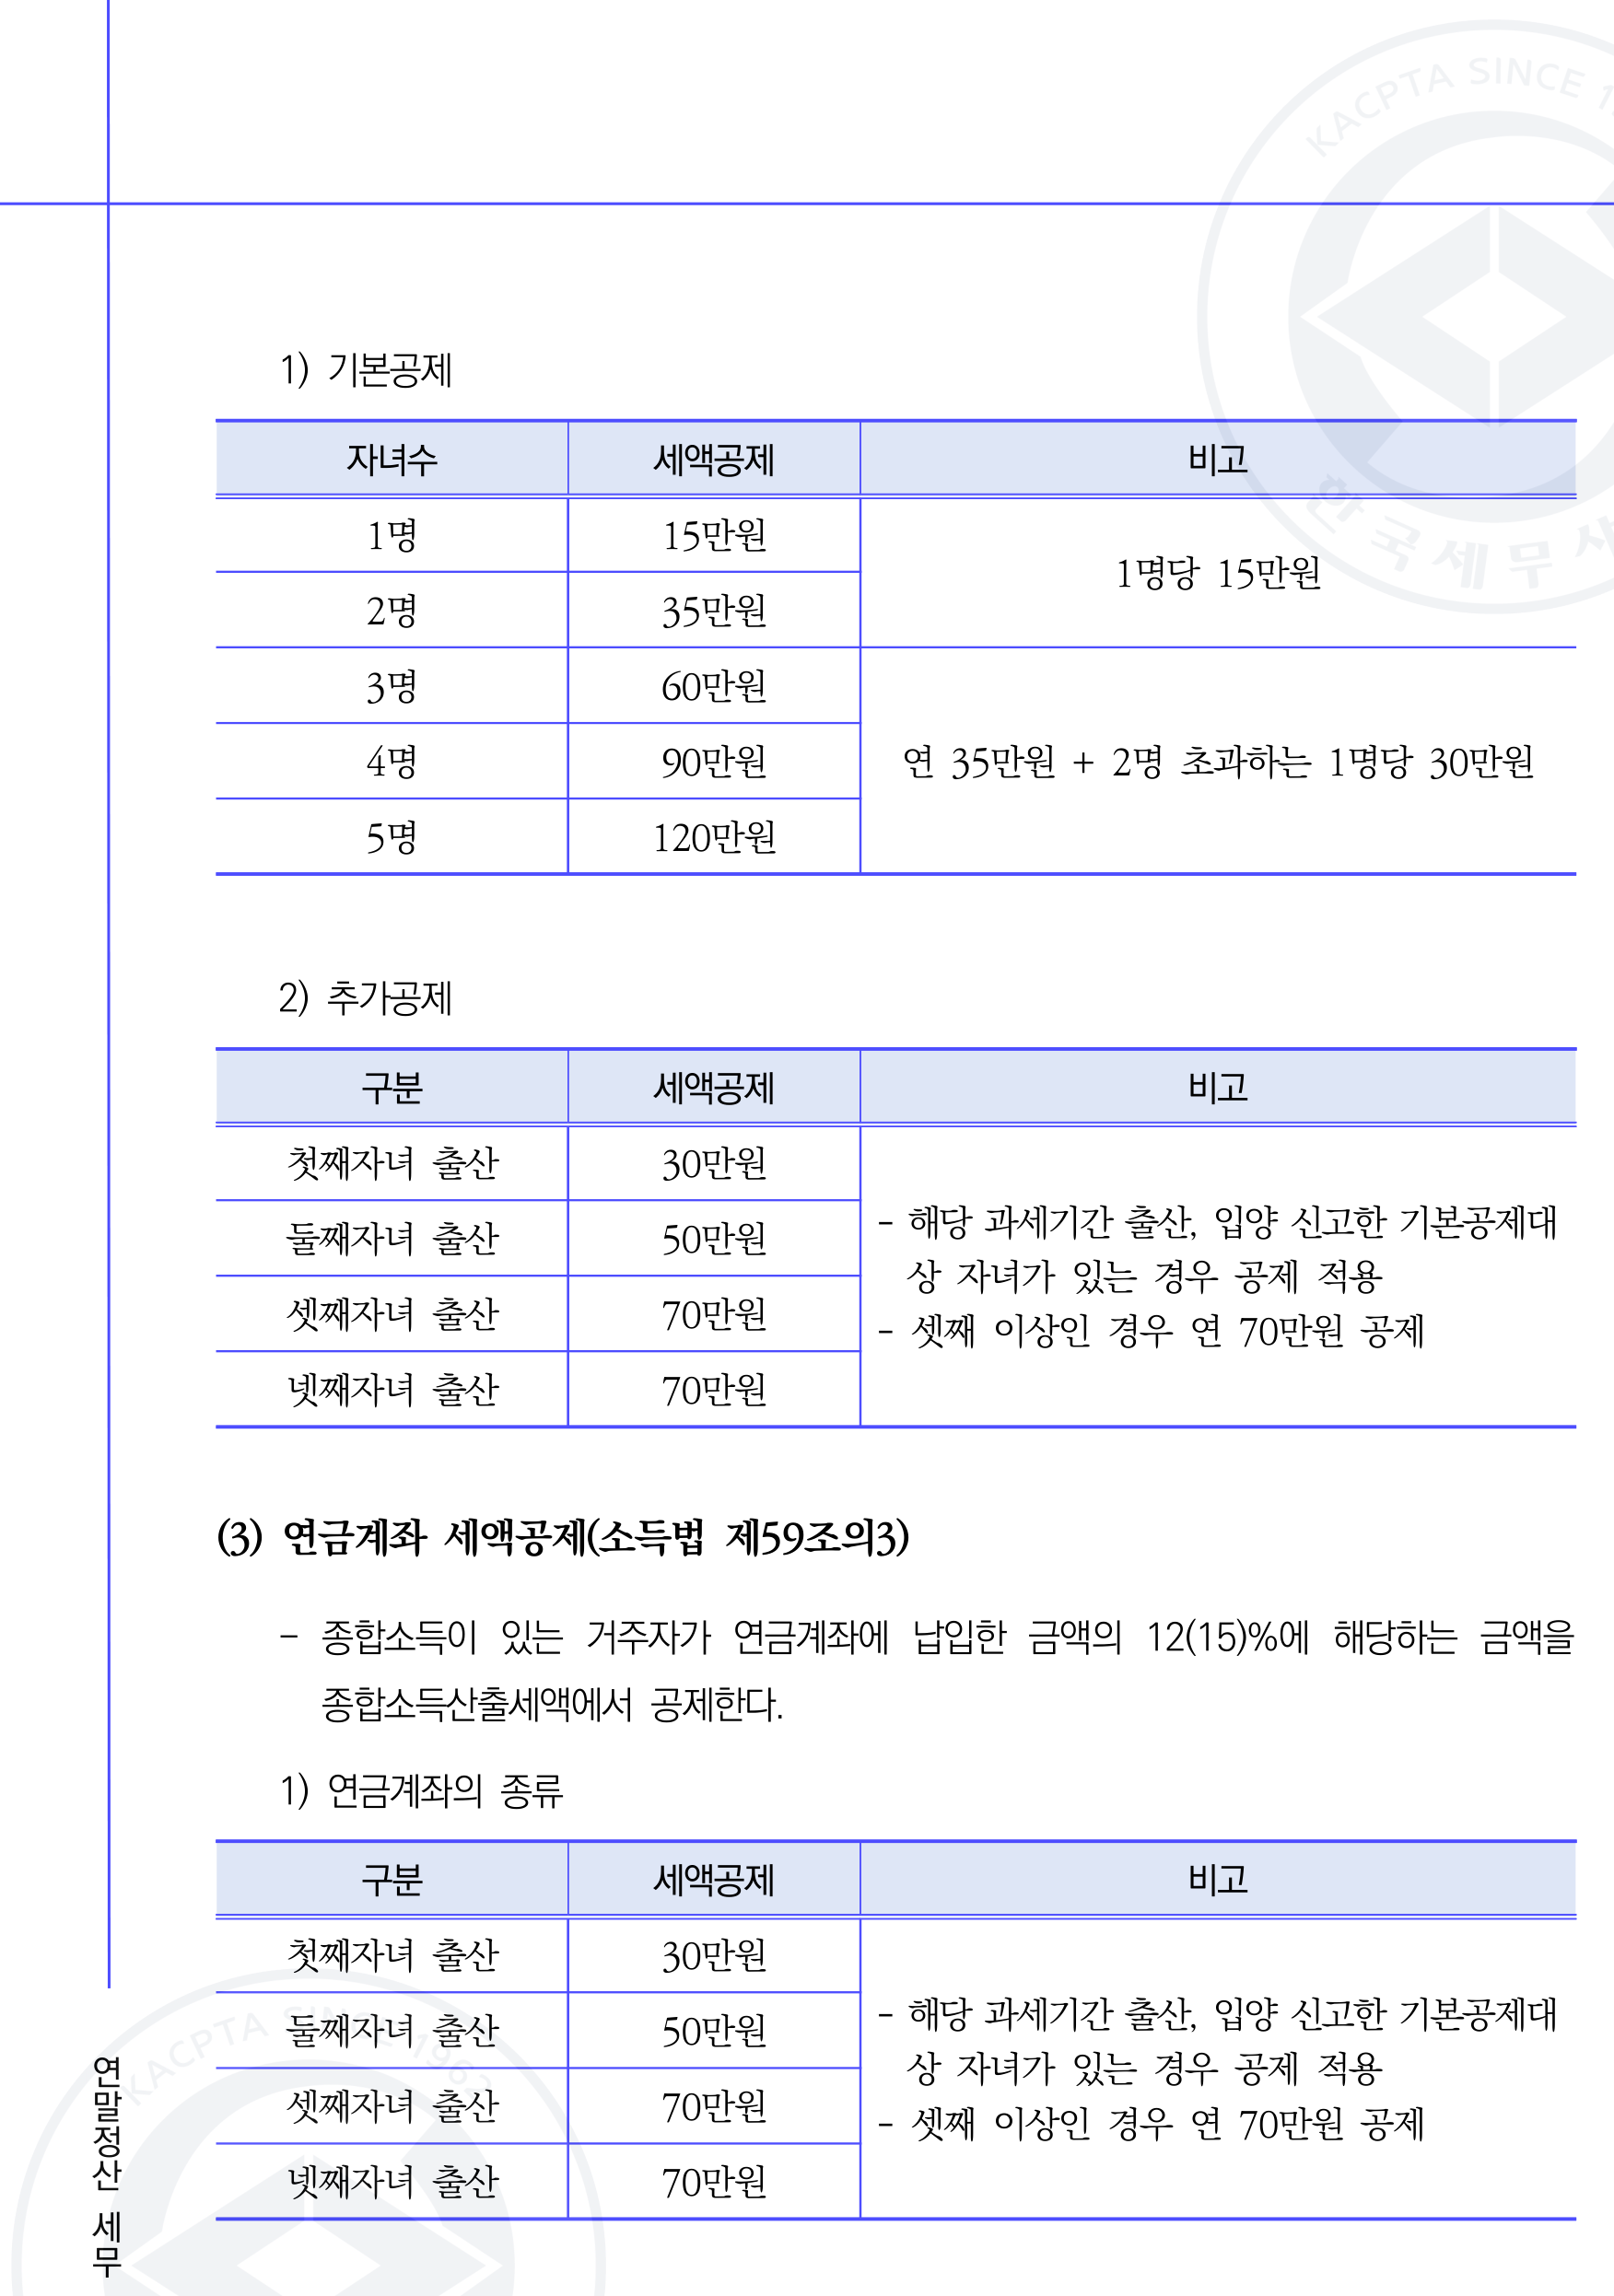 KACPTA SINCE
한국세무사
1) 기본공제
자녀수 세액공제 비고
1명 15만원
1명당 15만원
2명 35만원
3명 60만원
4명 90만원
연 35만원 + 2명 초과하는 1명당 30만원
5명 120만원
2) 추가공제
구분 세액공제 비고
첫째자녀 출산 30만원
둘째자녀 출산 50만원
셋째자녀 출산 70만원
넷째자녀 출산 70만원
- 해당 과세기간 출산, 입양 신고한 기본공제대
상 자녀가 있는 경우 공제 적용
- 셋째 이상인 경우 연 70만원 공제
(3) 연금계좌 세액공제(소득법 제59조의3)
- 종합소득이 있는 거주자가 연금계좌에 납입한 금액의 12(15)%에 해당하는 금액을
종합소득산출세액에서 공제한다.
1) 연금계좌의 종류
구분 세액공제 비고
첫째자녀 출산 30만원
둘째자녀 출산 50만원
셋째자녀 출산 70만원
넷째자녀 출산 70만원
- 해당 과세기간 출산, 입양 신고한 기본공제대
상 자녀가 있는 경우 공제 적용
- 셋째 이상인 경우 연 70만원 공제
KACPTA SINCE 1962
연말정산 세무